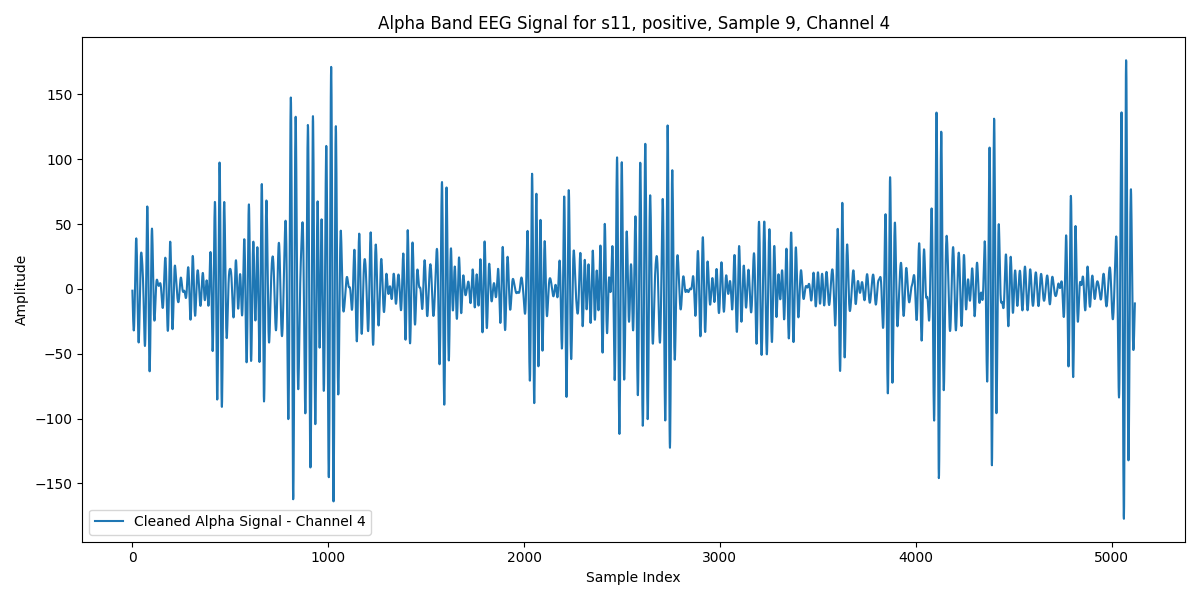 Alpha Band EEG Signal for s11, positive, Sample 9, Channel 4
150
100
50
0
−50
−100
−150
Amplitude
Cleaned Alpha Signal - Channel 4
0 1000 2000 3000 4000 5000
Sample Index